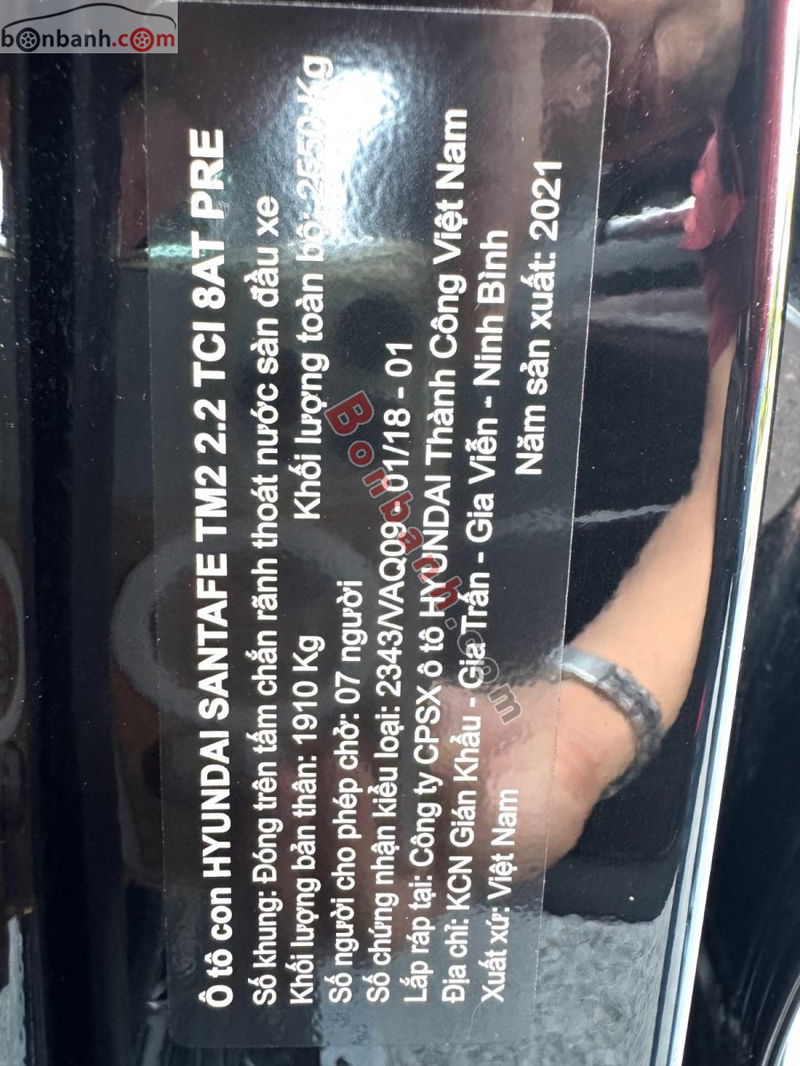 bonbanh.com
Ô tô con HYUNDAI SANTAFE TM2 2.2 TCI 8AT PRE
Số khung: Đóng trên tấm chắn rãnh thoát nước sàn đầu xe
Khối lượng bản thân: 1910 Kg Khối lượng toàn bộ: 2550 Kg
Số người cho phép chở: 07 người
Số chứng nhận kiểu loại: 2343/VAQ09 - 01/18 - 01
Lắp ráp tại: Công ty CPSX ô tô HYUNDAI Thành Công Việt Nam
Địa chỉ: KCN Gián Khẩu - Gia Trấn - Gia Viễn - Ninh Bình
Xuất xứ: Việt Nam Năm sản xuất: 2021
Bonbanh.com